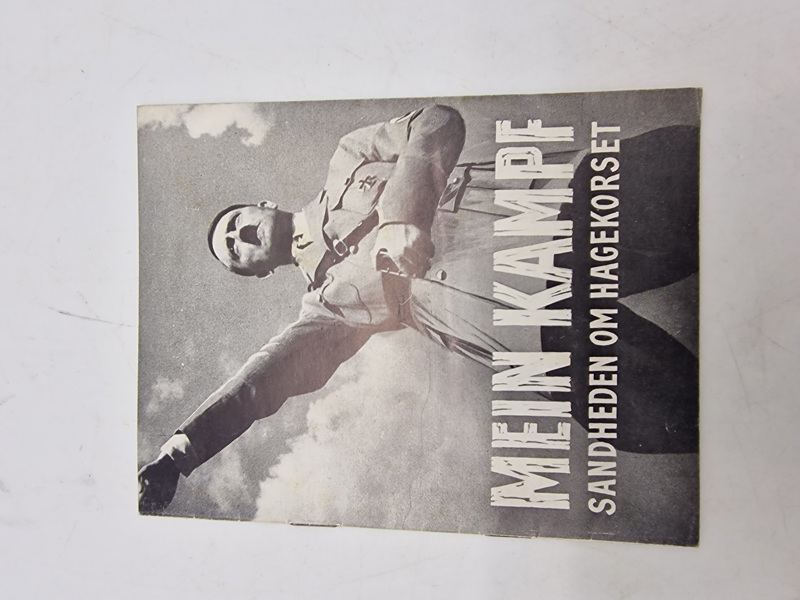 MEIN KAMPF
SANDHEDEN OM HAGEKORSET